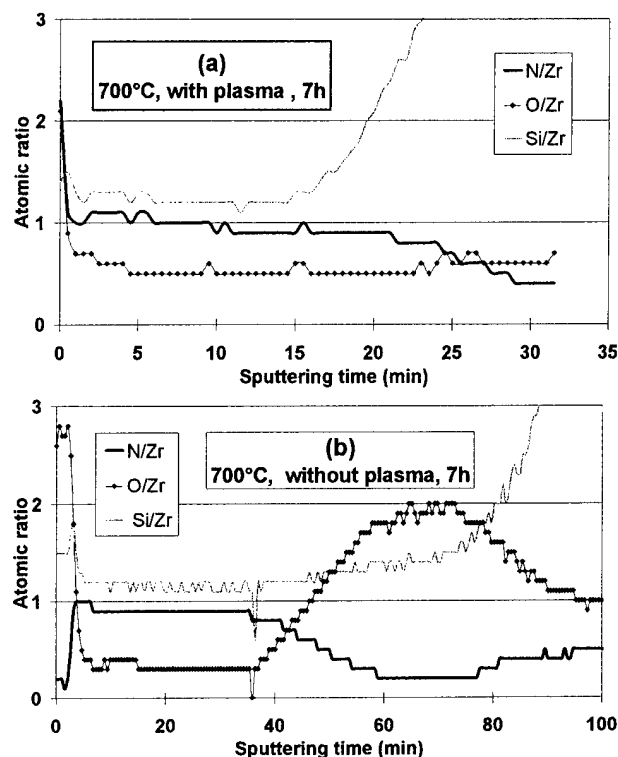 3
(a)
700°C, with plasma , 7h
N/Zr
O/Zr
Si/Zr
2
1
0
Atomic ratio
0 5 10 15 20 25 30 35
Sputtering time (min)
3
N/Zr
O/Zr
Si/Zr
(b)
700°C, without plasma, 7h
2
1
0
Atomic ratio
0 20 40 60 80 100
Sputtering time (min)